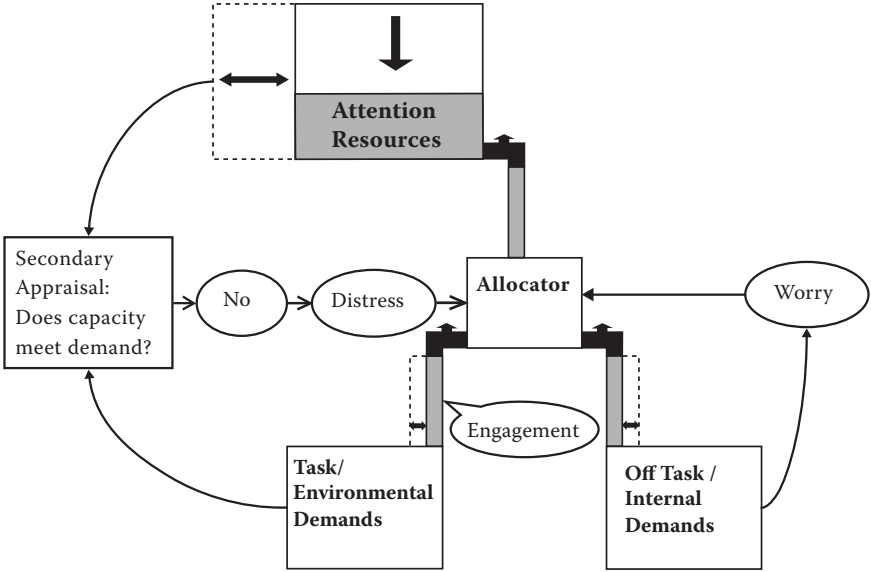 Attention
Resources
Secondary
Appraisal:
Does capacity
meet demand?
No
Distress
Allocator
Worry
Engagement
Task/
Environmental
Demands
Off Task /
Internal
Demands